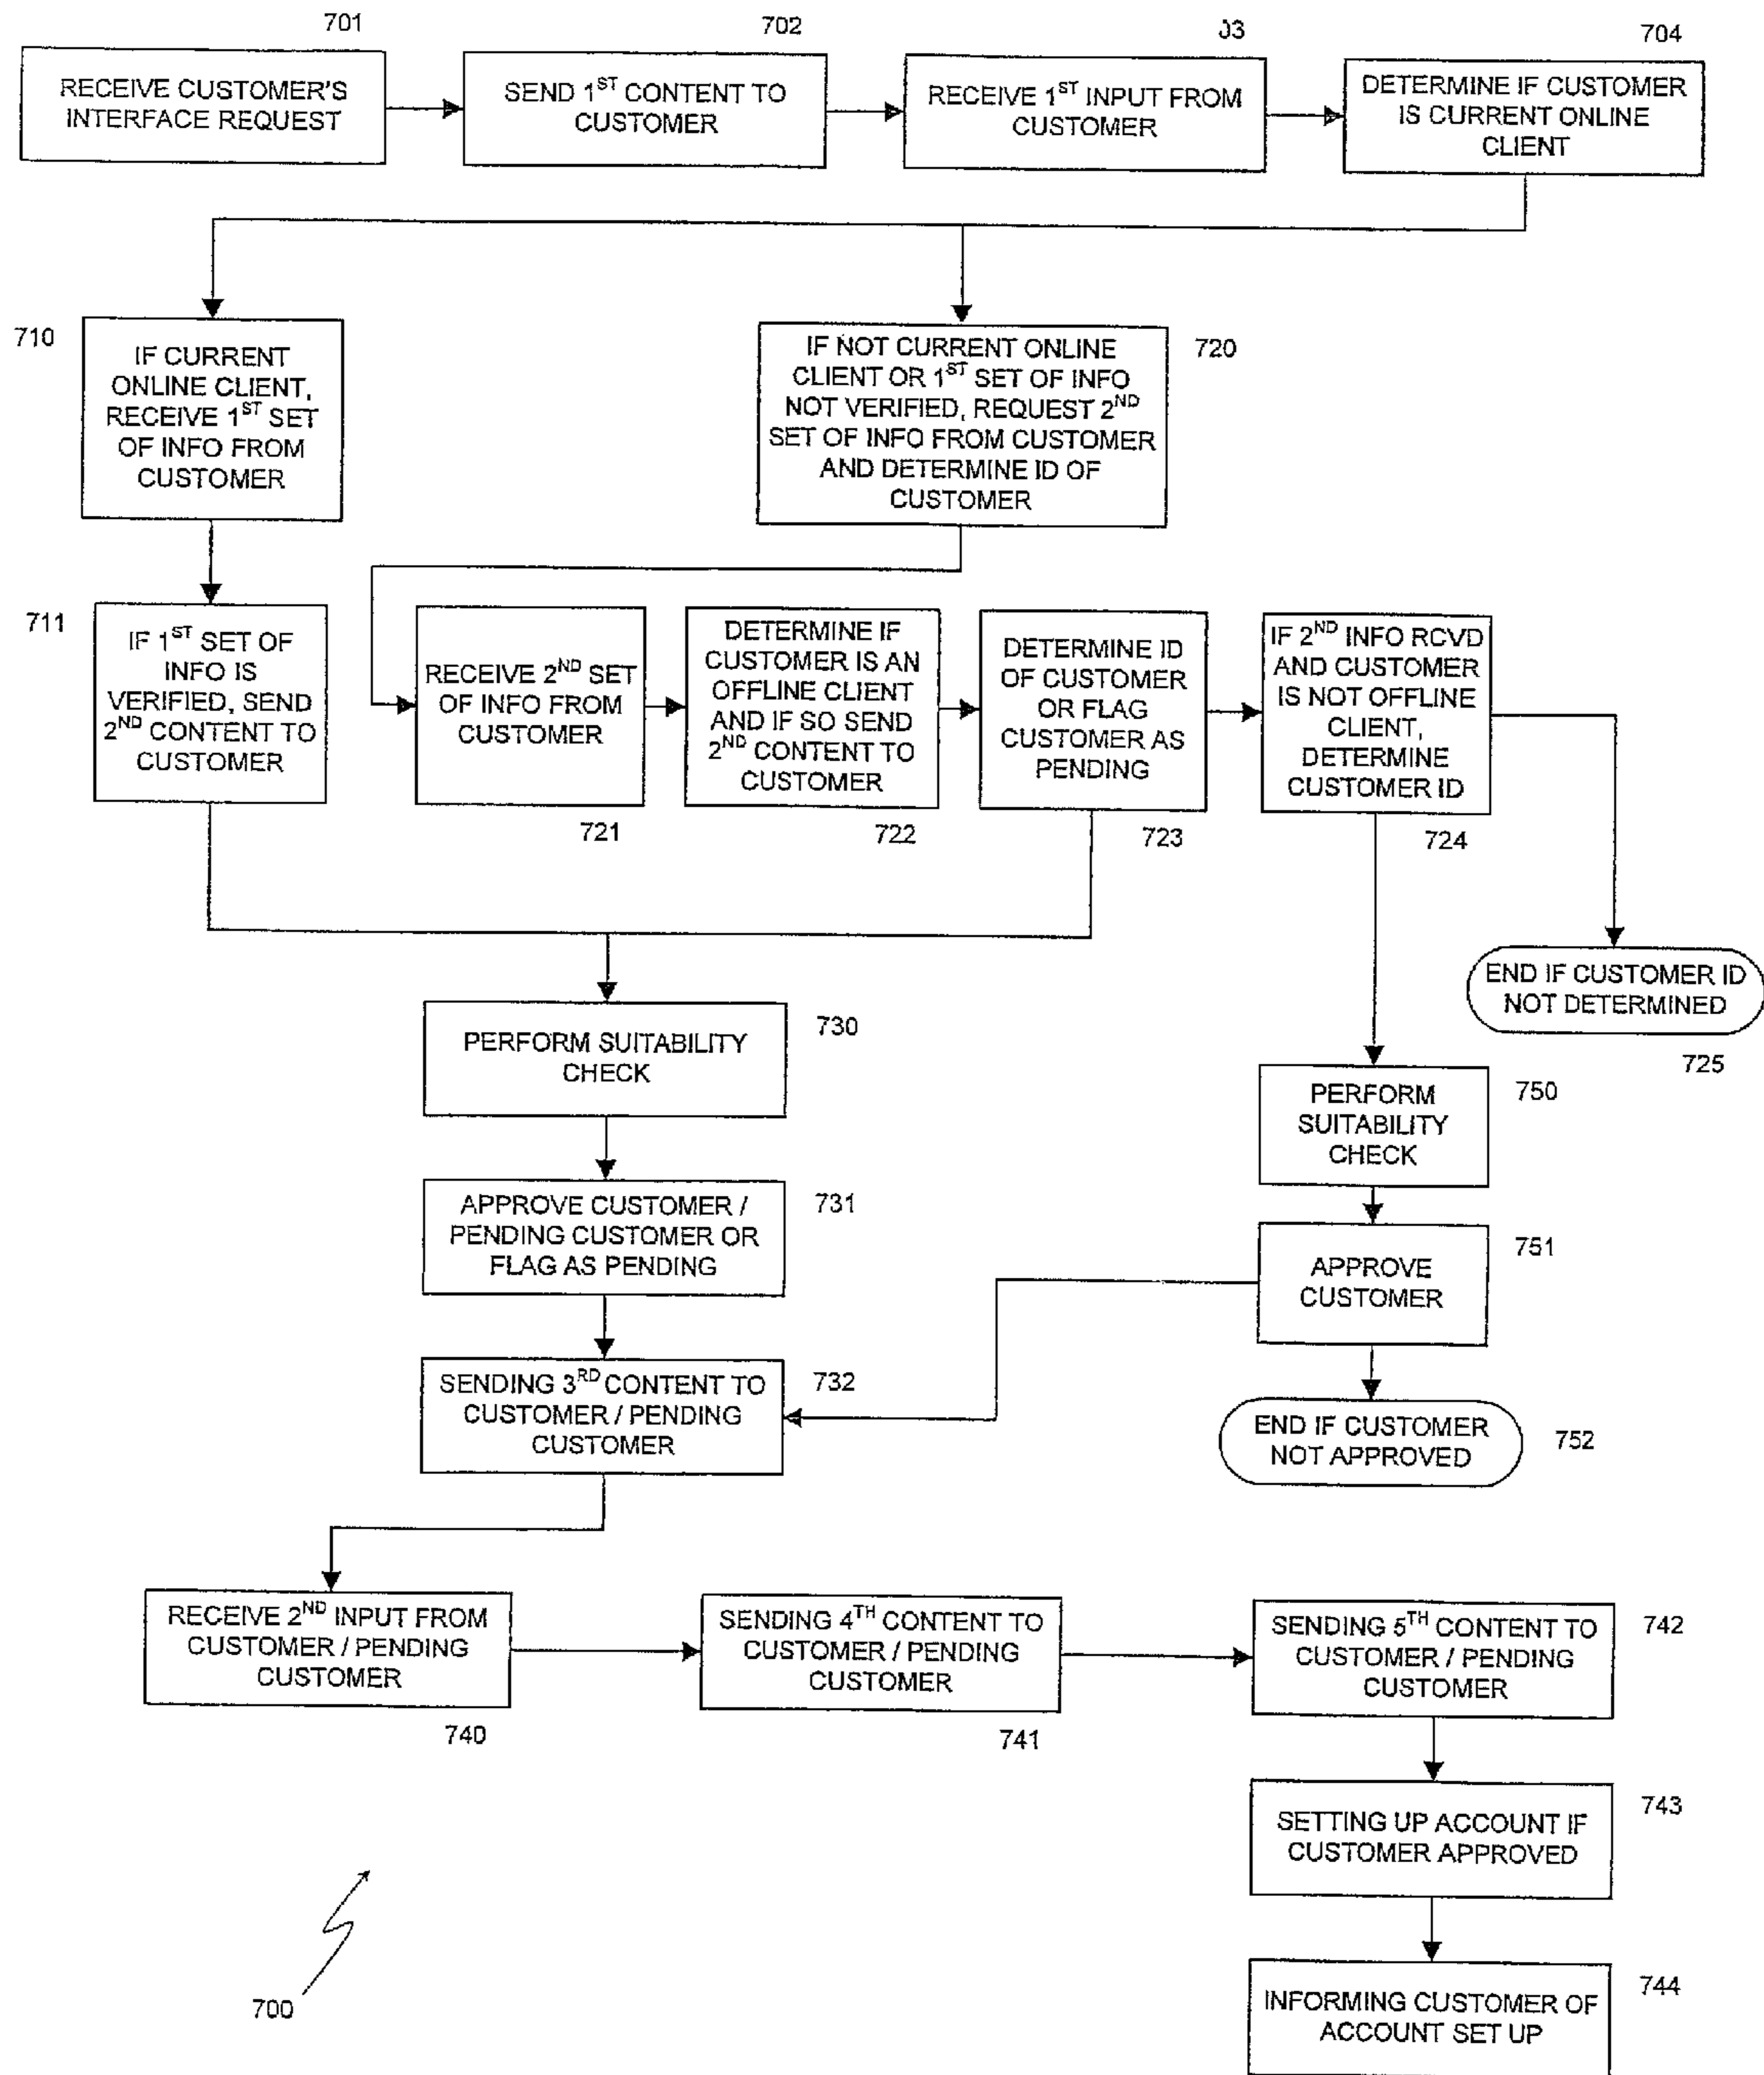 701
RECEIVE CUSTOMER'S
INTERFACE REQUEST
702
SEND 1ST CONTENT TO
CUSTOMER
03
RECEIVE 1ST INPUT FROM
CUSTOMER
704
DETERMINE IF CUSTOMER
IS CURRENT ONLINE
CLIENT
710
IF CURRENT
ONLINE CLIENT,
RECEIVE 1ST SET
OF INFO FROM
CUSTOMER
IF NOT CURRENT ONLINE
CLIENT OR 1ST SET OF INFO
NOT VERIFIED, REQUEST 2ND
SET OF INFO FROM CUSTOMER
AND DETERMINE ID OF
CUSTOMER
720
711
IF 1ST SET OF
INFO IS
VERIFIED, SEND
2ND CONTENT TO
CUSTOMER
RECEIVE 2ND SET
OF INFO FROM
CUSTOMER
721
DETERMINE IF
CUSTOMER IS AN
OFFLINE CLIENT
AND IF SO SEND
2ND CONTENT TO
CUSTOMER
722
DETERMINE ID
OF CUSTOMER
OR FLAG
CUSTOMER AS
PENDING
723
IF 2ND INFO RCVD
AND CUSTOMER
IS NOT OFFLINE
CLIENT,
DETERMINE
CUSTOMER ID
724
END IF CUSTOMER ID
NOT DETERMINED
725
PERFORM SUITABILITY
CHECK
730
PERFORM
SUITABILITY
CHECK
750
APPROVE CUSTOMER /
PENDING CUSTOMER OR
FLAG AS PENDING
731
APPROVE
CUSTOMER
751
SENDING 3RD CONTENT TO
CUSTOMER / PENDING
CUSTOMER
732
END IF CUSTOMER
NOT APPROVED
752
RECEIVE 2ND INPUT FROM
CUSTOMER / PENDING
CUSTOMER
740
SENDING 4TH CONTENT TO
CUSTOMER / PENDING
CUSTOMER
741
SENDING 5TH CONTENT TO
CUSTOMER / PENDING
CUSTOMER
742
SETTING UP ACCOUNT IF
CUSTOMER APPROVED
743
INFORMING CUSTOMER OF
ACCOUNT SET UP
744
700